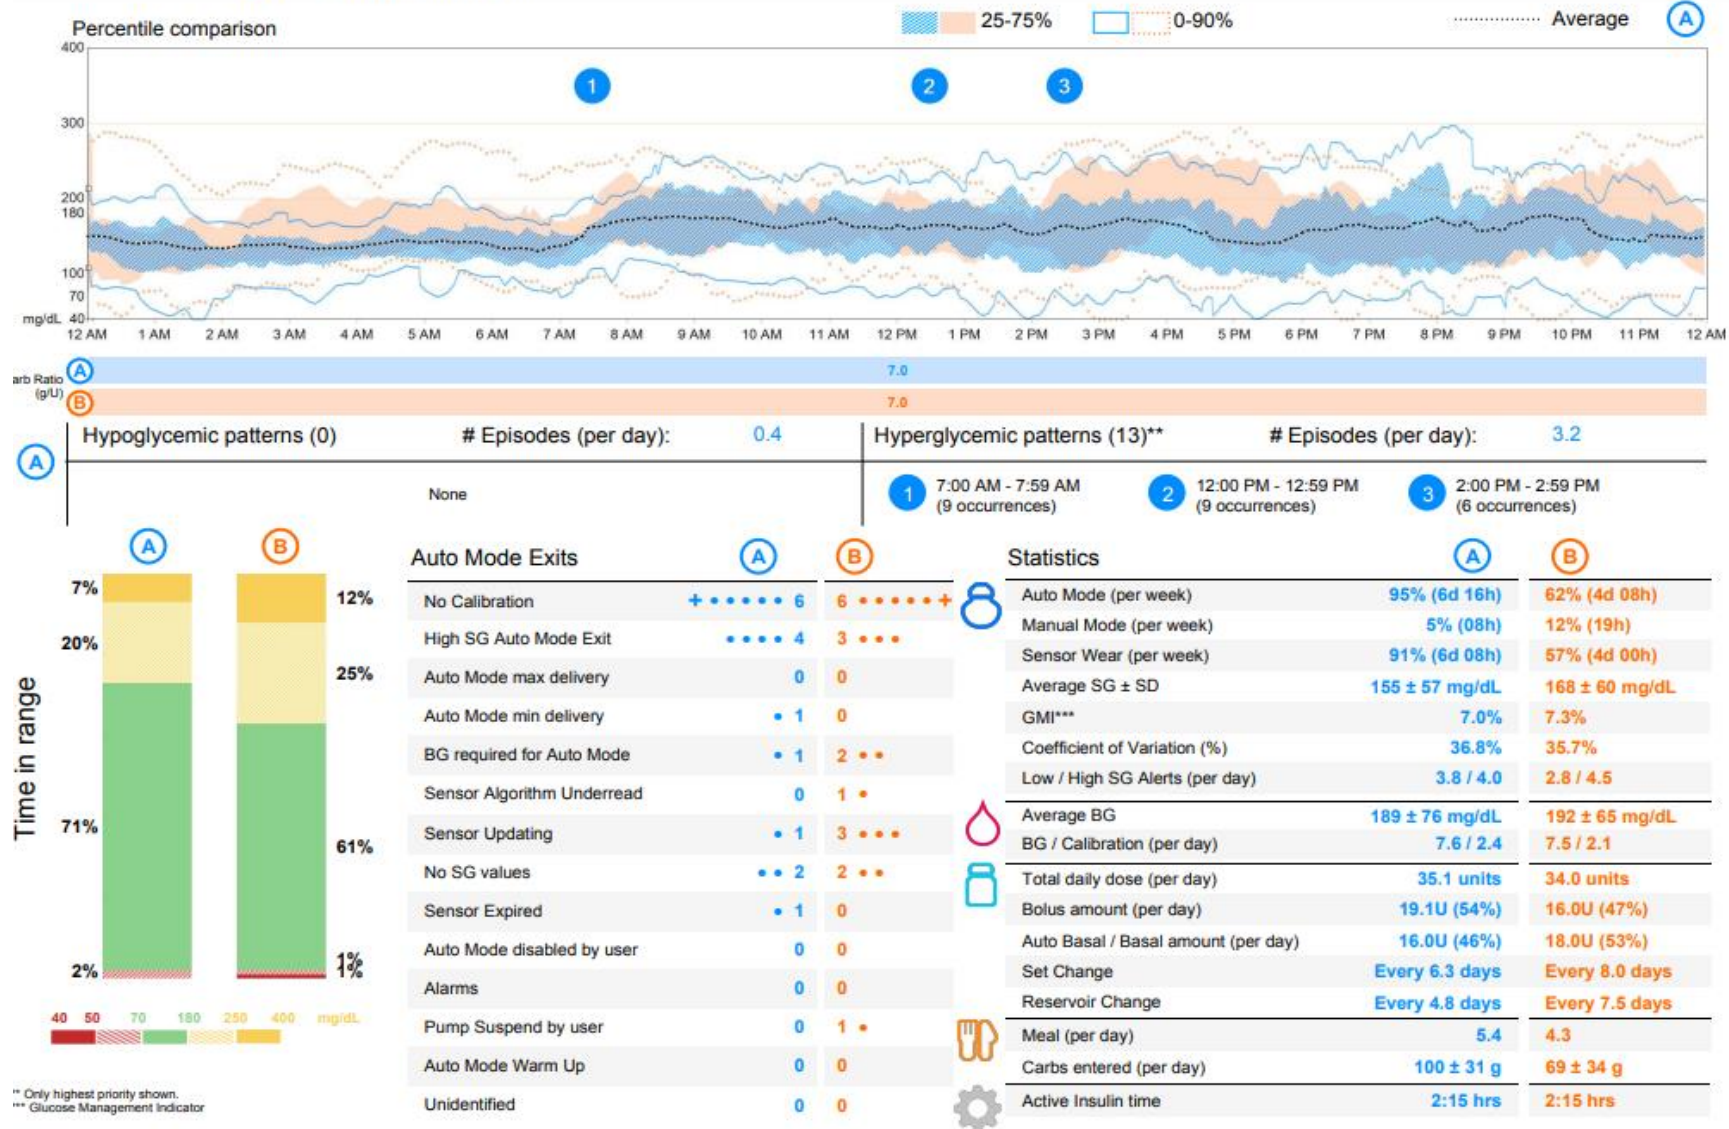 Percentile comparison
25-75%
0-90%
Average
A
400
300
200
180
100
70
mg/dL 40
1 2 3
12 AM 1 AM 2 AM 3 AM 4 AM 5 AM 6 AM 7 AM 8 AM 9 AM 10 AM 11 AM 12 PM 1 PM 2 PM 3 PM 4 PM 5 PM 6 PM 7 PM 8 PM 9 PM 10 PM 11 PM 12 AM
arb Ratio
(g/U)
A 7.0
B 7.0
A
Hypoglycemic patterns (0) # Episodes (per day): 0.4
None
Hyperglycemic patterns (13)** # Episodes (per day): 3.2
1 7:00 AM - 7:59 AM
(9 occurrences)
2 12:00 PM - 12:59 PM
(9 occurrences)
3 2:00 PM - 2:59 PM
(6 occurrences)
Time in range
A B
7% 12%
20% 25%
71% 61%
2% 1%
1%
40 50 70 180 250 400 mg/dL
** Only highest priority shown.
*** Glucose Management Indicator
Auto Mode Exits A B
No Calibration 6 6
High SG Auto Mode Exit 4 3
Auto Mode max delivery 0 0
Auto Mode min delivery 1 0
BG required for Auto Mode 1 2
Sensor Algorithm Underread 0 1
Sensor Updating 1 3
No SG values 2 2
Sensor Expired 1 0
Auto Mode disabled by user 0 0
Alarms 0 0
Pump Suspend by user 0 1
Auto Mode Warm Up 0 0
Unidentified 0 0
Statistics A B
Auto Mode (per week) 95% (6d 16h) 62% (4d 08h)
Manual Mode (per week) 5% (08h) 12% (19h)
Sensor Wear (per week) 91% (6d 08h) 57% (4d 00h)
Average SG ± SD 155 ± 57 mg/dL 168 ± 60 mg/dL
GMI*** 7.0% 7.3%
Coefficient of Variation (%) 36.8% 35.7%
Low / High SG Alerts (per day) 3.8 / 4.0 2.8 / 4.5
Average BG 189 ± 76 mg/dL 192 ± 65 mg/dL
BG / Calibration (per day) 7.6 / 2.4 7.5 / 2.1
Total daily dose (per day) 35.1 units 34.0 units
Bolus amount (per day) 19.1U (54%) 16.0U (47%)
Auto Basal / Basal amount (per day) 16.0U (46%) 18.0U (53%)
Set Change Every 6.3 days Every 8.0 days
Reservoir Change Every 4.8 days Every 7.5 days
Meal (per day) 5.4 4.3
Carbs entered (per day) 100 ± 31 g 69 ± 34 g
Active Insulin time 2:15 hrs 2:15 hrs